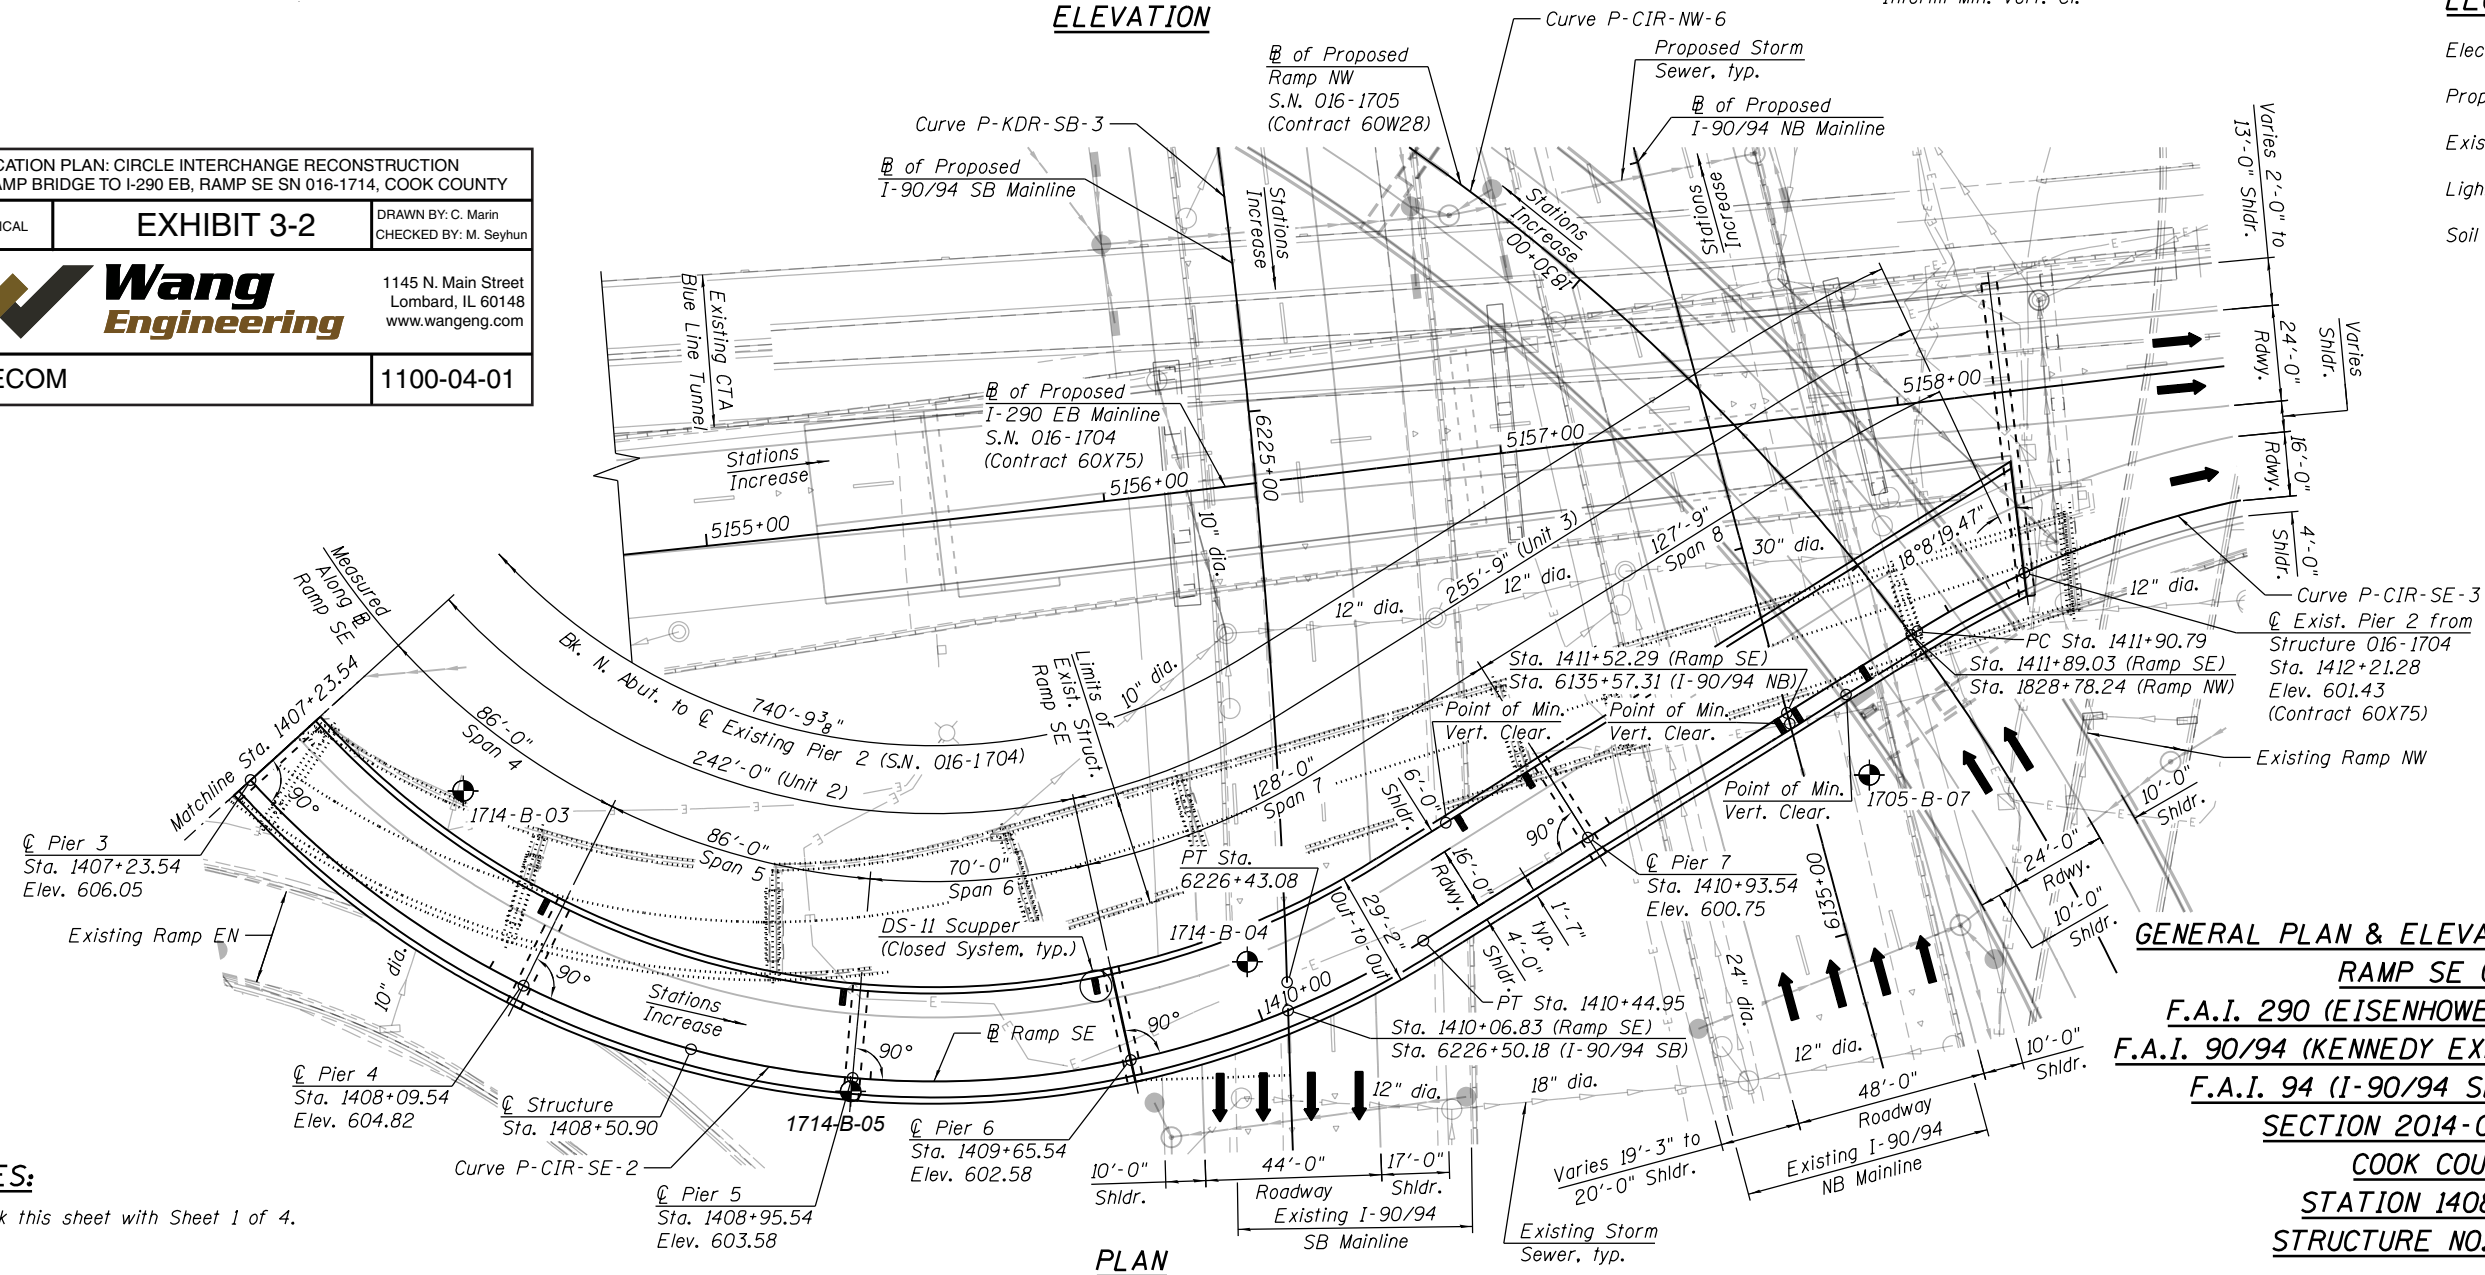 ELEVATION
Curve P-CIR-NW-6
℄ of Proposed
Ramp NW
S.N. 016-1705
(Contract 60W28)
Proposed Storm
Sewer, typ.
Curve P-KDR-SB-3
of Proposed
I-90/94 SB Mainline
of Proposed
I-90/94 NB Mainline
CATION PLAN: CIRCLE INTERCHANGE RECONSTRUCTION
AMP BRIDGE TO I-290 EB, RAMP SE SN 016-1714, COOK COUNTY
ICAL
EXHIBIT 3-2
DRAWN BY: C. Marin
CHECKED BY: M. Seyhun
Wang
Engineering
1145 N. Main Street
Lombard, IL 60148
www.wangeng.com
ECOM
1100-04-01
Elec
Prop
Exis
Ligh
Soil
Varies 2'-0" to
13'-0" Shldr.
24'-0"
Rdwy.
Varies
Shldr.
16'-0"
Rdwy.
4'-0"
Shldr.
Stations
Increase
Stations
Increase
1830+00
Stations
Increase
Existing CTA
Blue Line Tunnel
of Proposed
I-290 EB Mainline
S.N. 016-1704
(Contract 60X75)
Stations
Increase
5155+00
5156+00
5157+00
5158+00
6225+00
10" dia.
Measured
Along ℄
Ramp SE
Bk. N. Abut. to ℄ Existing Pier 2 (S.N. 016-1704)
740'-9⅜"
242'-0" (Unit 2)
255'-9" (Unit 3)
127'-9"
Span 8
30" dia.
18°8'19.47"
12" dia.
12" dia.
12" dia.
10" dia.
Limits of
Exist. Struct.
Ramp SE
Curve P-CIR-SE-3
℄ Exist. Pier 2 from
Structure 016-1704
Sta. 1412+21.28
Elev. 601.43
(Contract 60X75)
PC Sta. 1411+90.79
Sta. 1411+89.03 (Ramp SE)
Sta. 1828+78.24 (Ramp NW)
Sta. 1411+52.29 (Ramp SE)
Sta. 6135+57.31 (I-90/94 NB)
Point of Min.
Vert. Clear.
Point of Min.
Vert. Clear.
Point of Min.
Vert. Clear.
Existing Ramp NW
1705-B-07
10'-0"
Shldr.
24'-0"
Rdwy.
10'-0"
Shldr.
Matchline Sta. 1407+23.54
90°
86'-0"
Span 4
1714-B-03
86'-0"
Span 5
70'-0"
Span 6
128'-0"
Span 7
6'-0"
Shldr.
16'-0"
Rdwy.
29'-2"
Out-to-Out
90°
1'-7"
typ.
4'-0"
Shldr.
℄ Pier 3
Sta. 1407+23.54
Elev. 606.05
Existing Ramp EN
10" dia.
90°
Stations
Increase
DS-11 Scupper
(Closed System, typ.)
PT Sta.
6226+43.08
1714-B-04
1410+00
℄ Pier 7
Sta. 1410+93.54
Elev. 600.75
6135+00
24" dia.
PT Sta. 1410+44.95
Sta. 1410+06.83 (Ramp SE)
Sta. 6226+50.18 (I-90/94 SB)
Ramp SE
90°
90°
℄ Pier 4
Sta. 1408+09.54
Elev. 604.82
℄ Structure
Sta. 1408+50.90
Curve P-CIR-SE-2
1714-B-05
℄ Pier 5
Sta. 1408+95.54
Elev. 603.58
℄ Pier 6
Sta. 1409+65.54
Elev. 602.58
12" dia.
18" dia.
12" dia.
10'-0"
Shldr.
44'-0"
Roadway
17'-0"
Shldr.
Existing I-90/94
SB Mainline
Existing Storm
Sewer, typ.
Varies 19'-3" to
20'-0" Shldr.
48'-0"
Roadway
10'-0"
Shldr.
Existing I-90/94
NB Mainline
ES:
k this sheet with Sheet 1 of 4.
PLAN
GENERAL PLAN & ELEVA
RAMP SE
F.A.I. 290 (EISENHOWE
F.A.I. 90/94 (KENNEDY EX
F.A.I. 94 (I-90/94 S
SECTION 2014-0
COOK COU
STATION 1408
STRUCTURE NO.